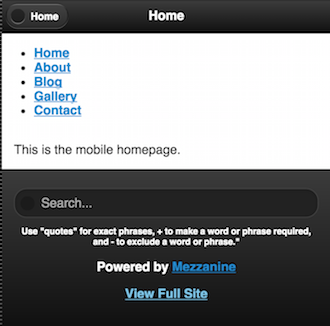 Home
Home
Home
About
Blog
Gallery
Contact
This is the mobile homepage.
Search...
Use "quotes" for exact phrases, + to make a word or phrase required,
and - to exclude a word or phrase."
Powered by Mezzanine
View Full Site